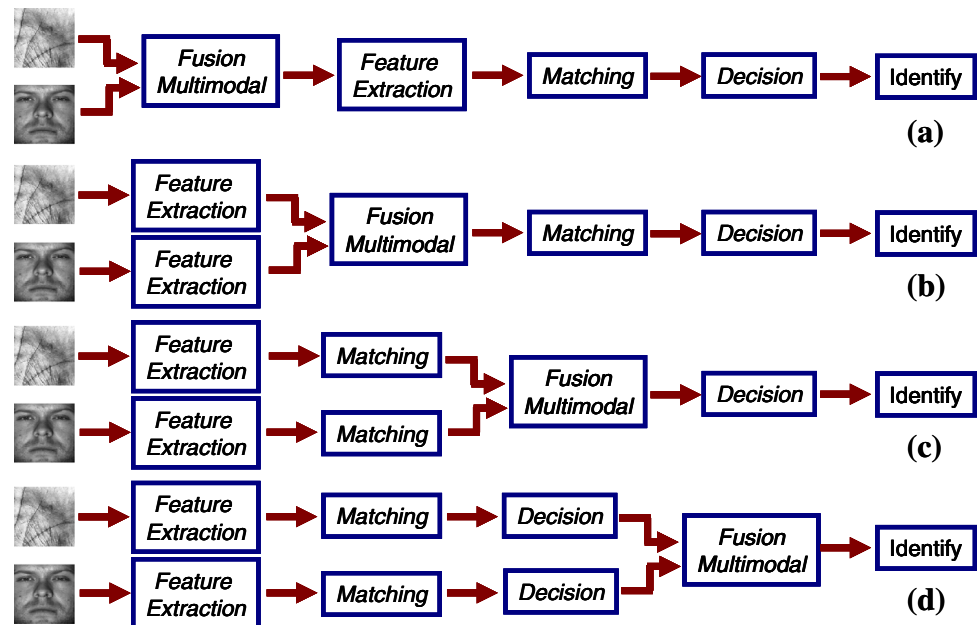 Fusion
Multimodal
Feature
Extraction
Matching
Decision
Identify
(a)
Feature
Extraction
Feature
Extraction
Fusion
Multimodal
Matching
Decision
Identify
(b)
Feature
Extraction
Feature
Extraction
Matching
Matching
Fusion
Multimodal
Decision
Identify
(c)
Feature
Extraction
Feature
Extraction
Matching
Matching
Decision
Decision
Fusion
Multimodal
Identify
(d)